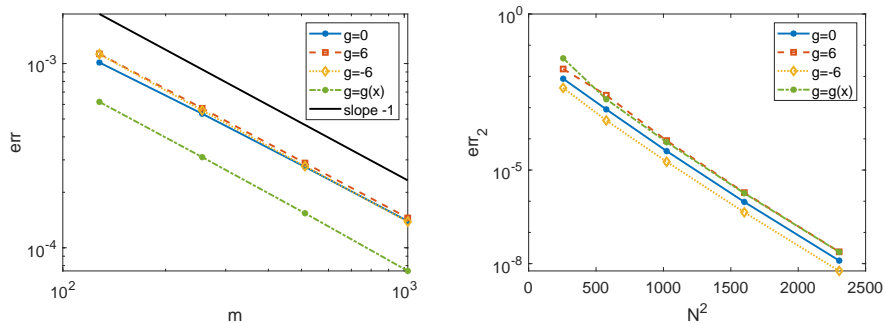 10^-3
10^-4
err
10^2
10^3
m
g=0
g=6
g=-6
g=g(x)
slope -1
10^0
10^-5
10^-8
err_2
0
500
1000
1500
2000
2500
N^2
g=0
g=6
g=-6
g=g(x)